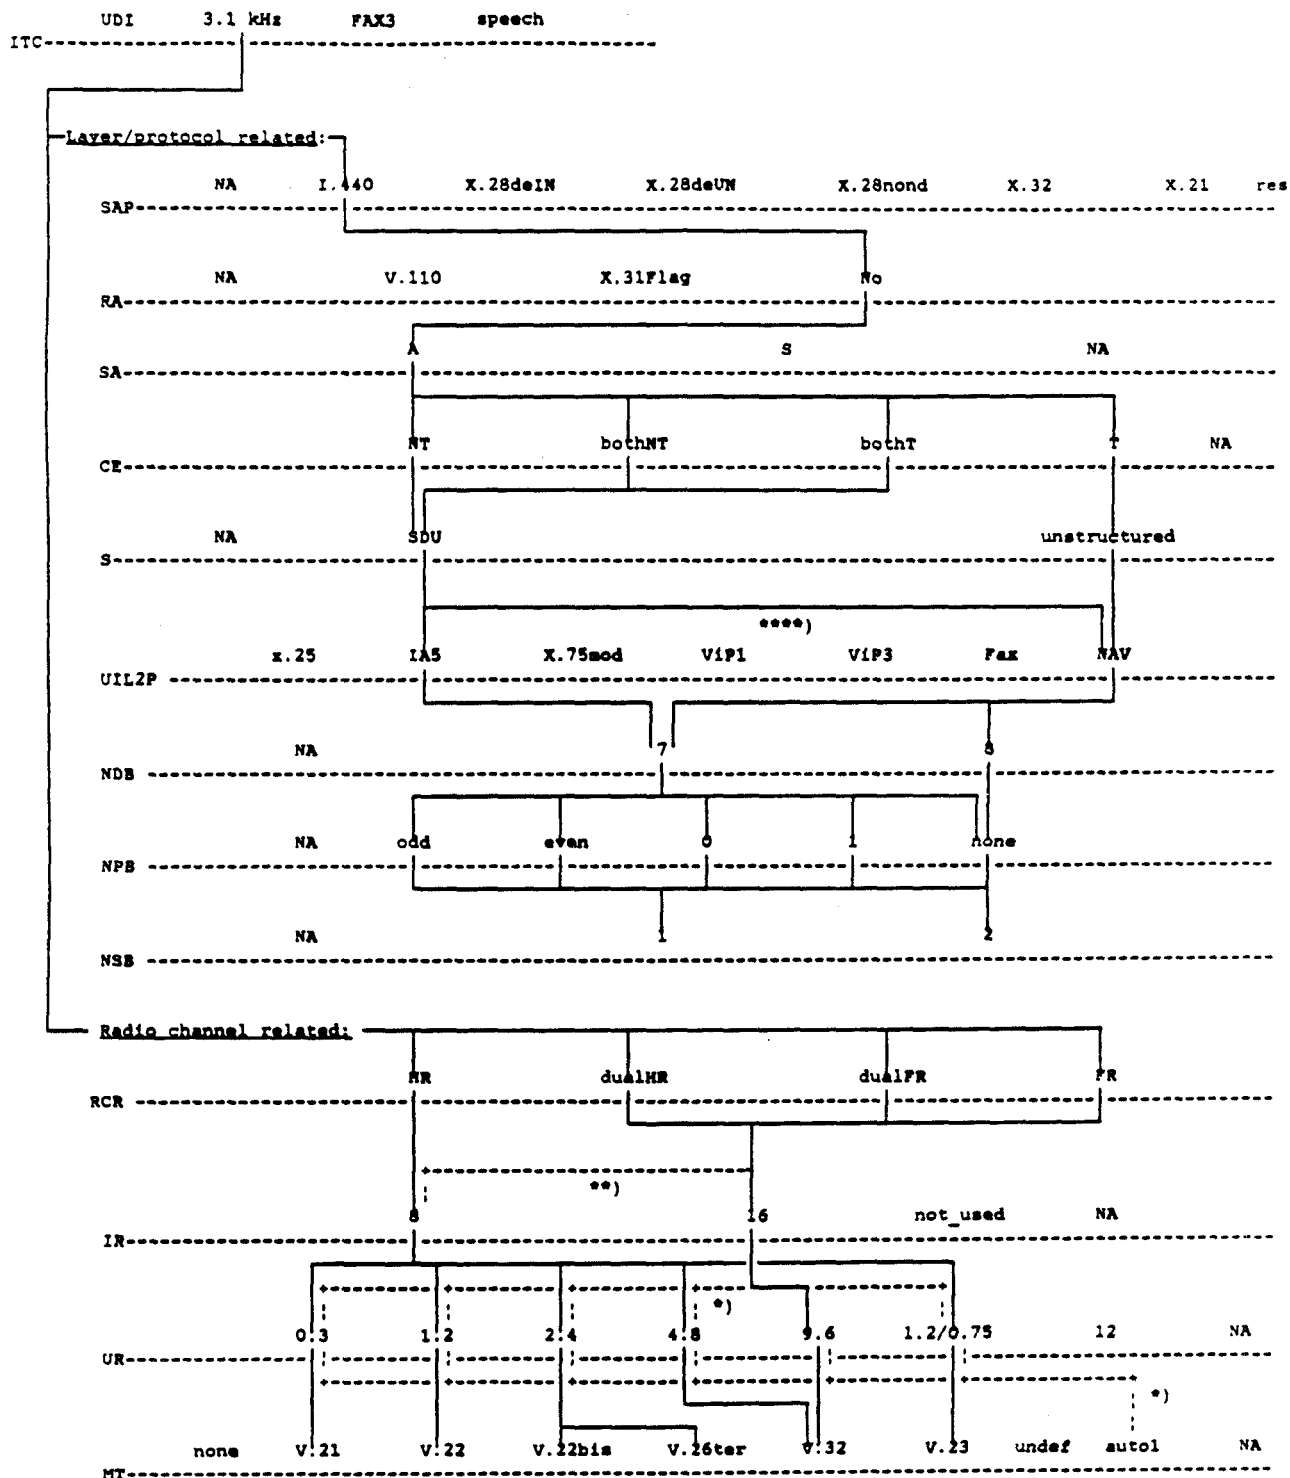 UDI 3.1 kHz FAX3 speech
ITC
Layer/protocol related:
NA I.440 X.28deIN X.28deUN X.28nond X.32 X.21 res
SAP
NA V.110 X.31Flag No
RA
A S NA
SA
NT bothNT bothT T NA
CE
NA SDU unstructured
S
****)
x.25 IA5 X.75mod ViP1 ViP3 Fax NAV
UIL2P
NA 7 8
NDB
NA odd even 0 1 none
NPB
NA 1 2
NSB
Radio channel related:
HR dualHR dualFR FR
RCR
**)
8 16 not_used NA
IR
*)
0.3 1.2 2.4 4.8 9.6 1.2/0.75 12 NA
UR
*)
none V.21 V.22 V.22bis V.26ter V.32 V.23 undef auto1 NA
MT